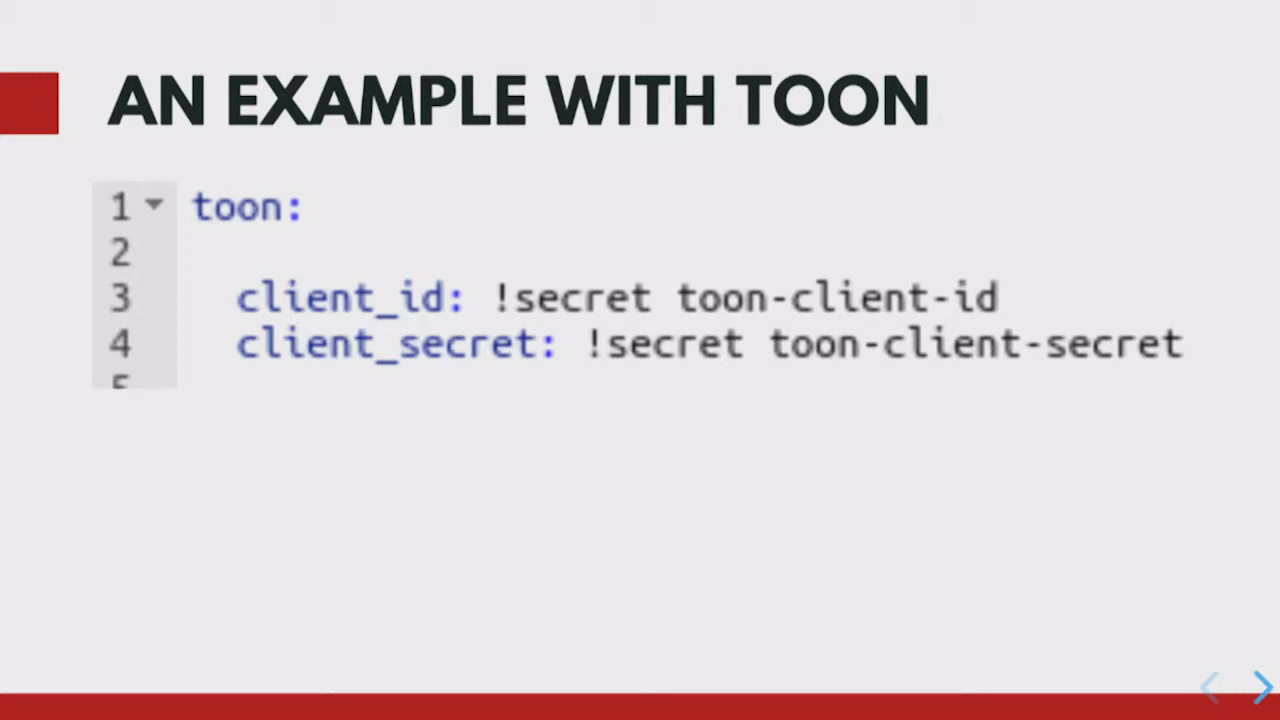 AN EXAMPLE WITH TOON
1 toon:
2
3 client_id: !secret toon-client-id
4 client_secret: !secret toon-client-secret
5